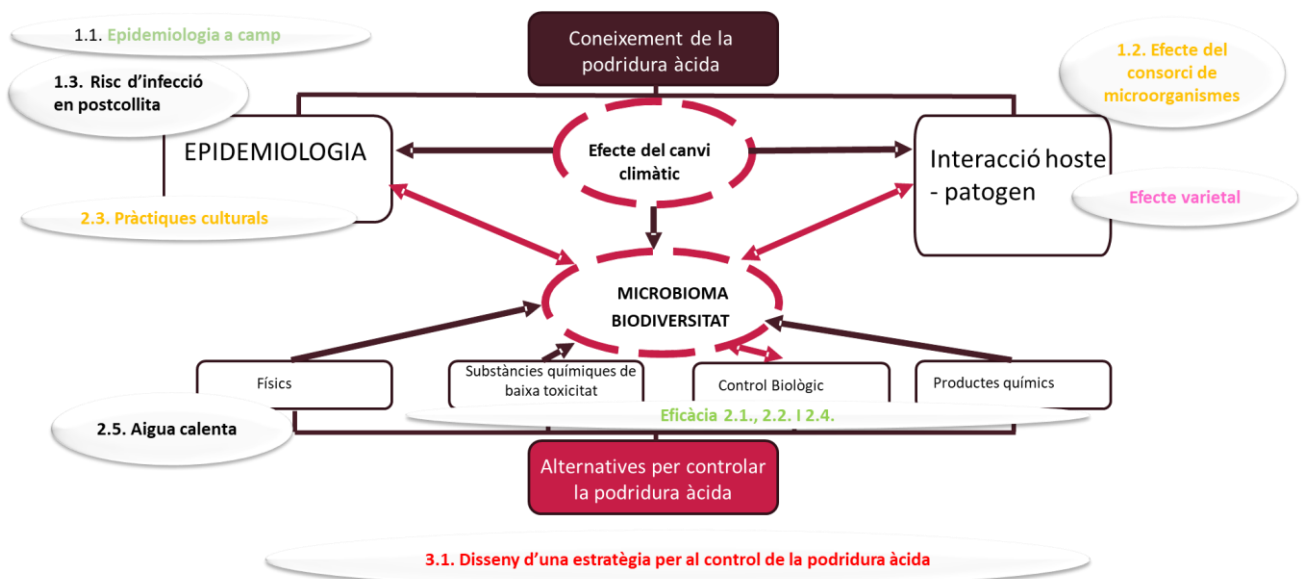 1.1. Epidemiologia a camp
Coneixement de la
podridura àcida
1.2. Efecte del
consorci de
microorganismes
1.3. Risc d'infecció
en postcollita
EPIDEMIOLOGIA
Efecte del canvi
climàtic
Interacció hoste
- patogen
2.3. Pràctiques culturals
Efecte varietal
MICROBIOMA
BIODIVERSITAT
Físics
Substàncies químiques de
baixa toxicitat
Control Biològic
Productes químics
Eficàcia 2.1., 2.2. I 2.4.
2.5. Aigua calenta
Alternatives per controlar
la podridura àcida
3.1. Disseny d'una estratègia per al control de la podridura àcida